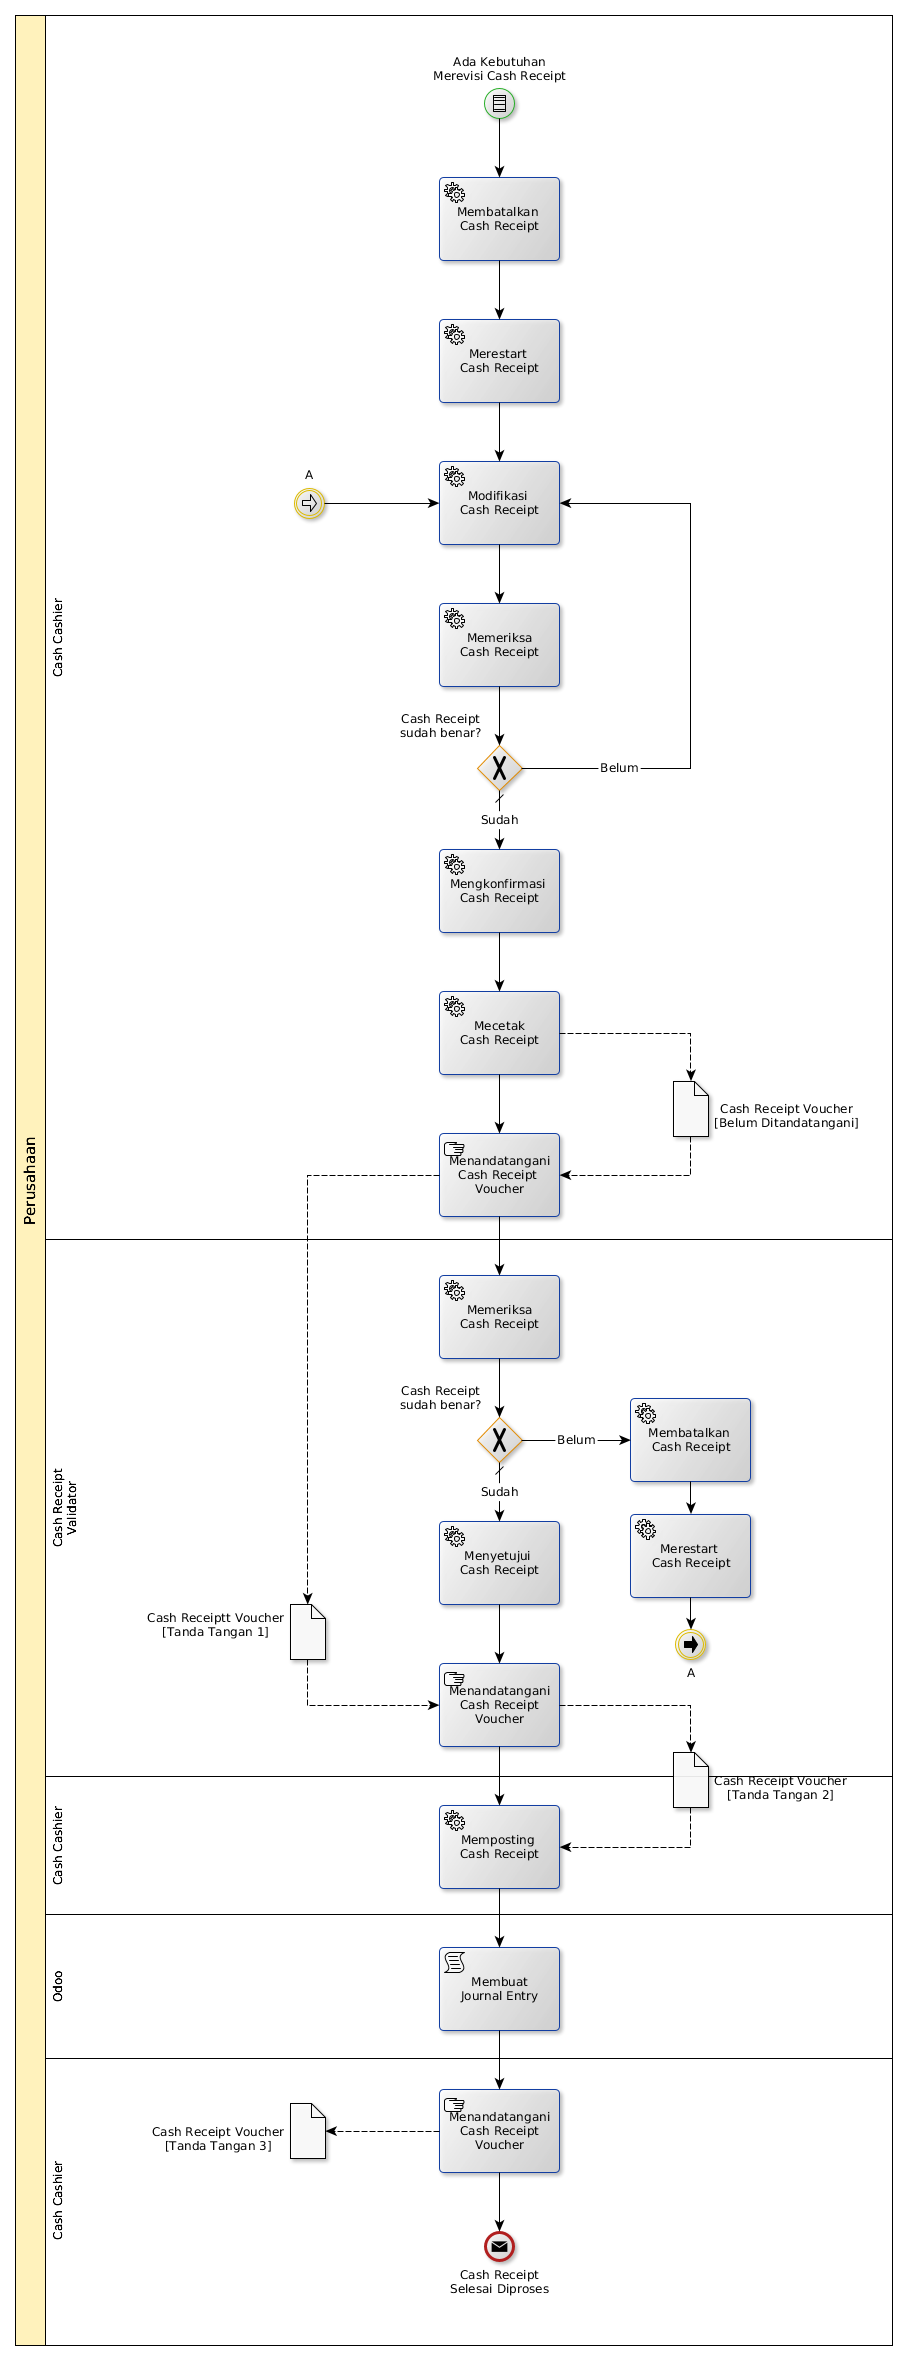 Perusahaan
Cash Cashier
Ada Kebutuhan
Merevisi Cash Receipt
Membatalkan
Cash Receipt
Merestart
Cash Receipt
A
Modifikasi
Cash Receipt
Memeriksa
Cash Receipt
Cash Receipt
sudah benar?
Belum
Sudah
Mengkonfirmasi
Cash Receipt
Mecetak
Cash Receipt
Cash Receipt Voucher
[Belum Ditandatangani]
Menandatangani
Cash Receipt
Voucher
Cash Receipt
Validator
Memeriksa
Cash Receipt
Cash Receipt
sudah benar?
Belum
Membatalkan
Cash Receipt
Sudah
Menyetujui
Cash Receipt
Merestart
Cash Receipt
A
Cash Receiptt Voucher
[Tanda Tangan 1]
Menandatangani
Cash Receipt
Voucher
Cash Receipt Voucher
[Tanda Tangan 2]
Cash Cashier
Memposting
Cash Receipt
Odoo
Membuat
Journal Entry
Cash Cashier
Menandatangani
Cash Receipt
Voucher
Cash Receipt Voucher
[Tanda Tangan 3]
Cash Receipt
Selesai Diproses